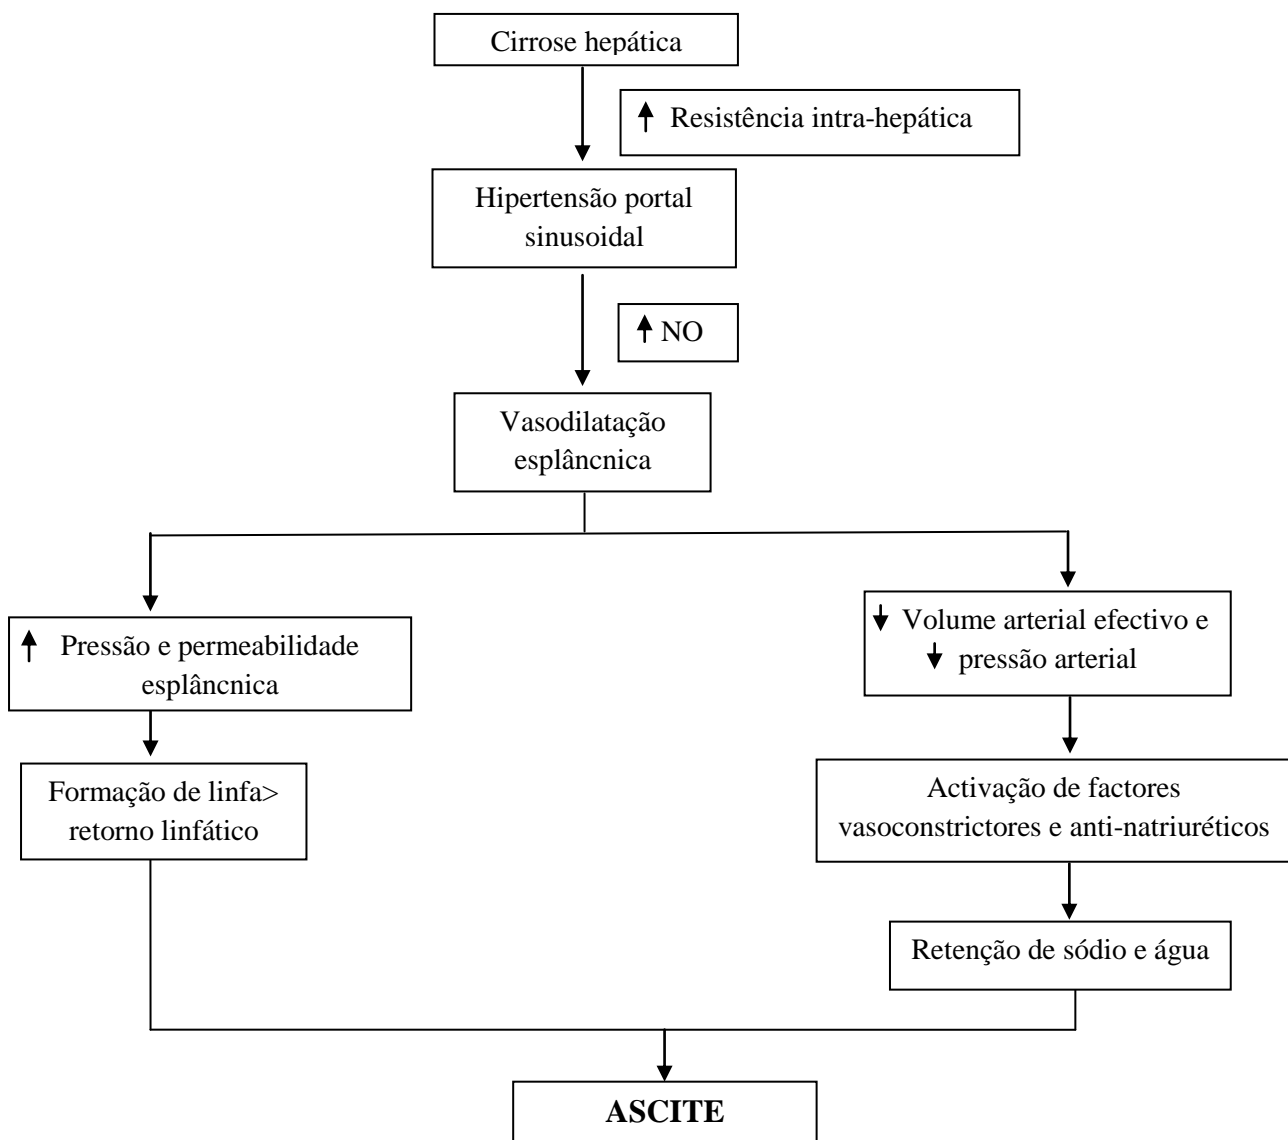 Cirrose hepática
↑ Resistência intra-hepática
Hipertensão portal
sinusoidal
↑ NO
Vasodilatação
esplâncnica
↑ Pressão e permeabilidade
esplâncnica
Formação de linfa>
retorno linfático
↓ Volume arterial efectivo e
↓ pressão arterial
Activação de factores
vasoconstrictores e anti-natriuréticos
Retenção de sódio e água
ASCITE